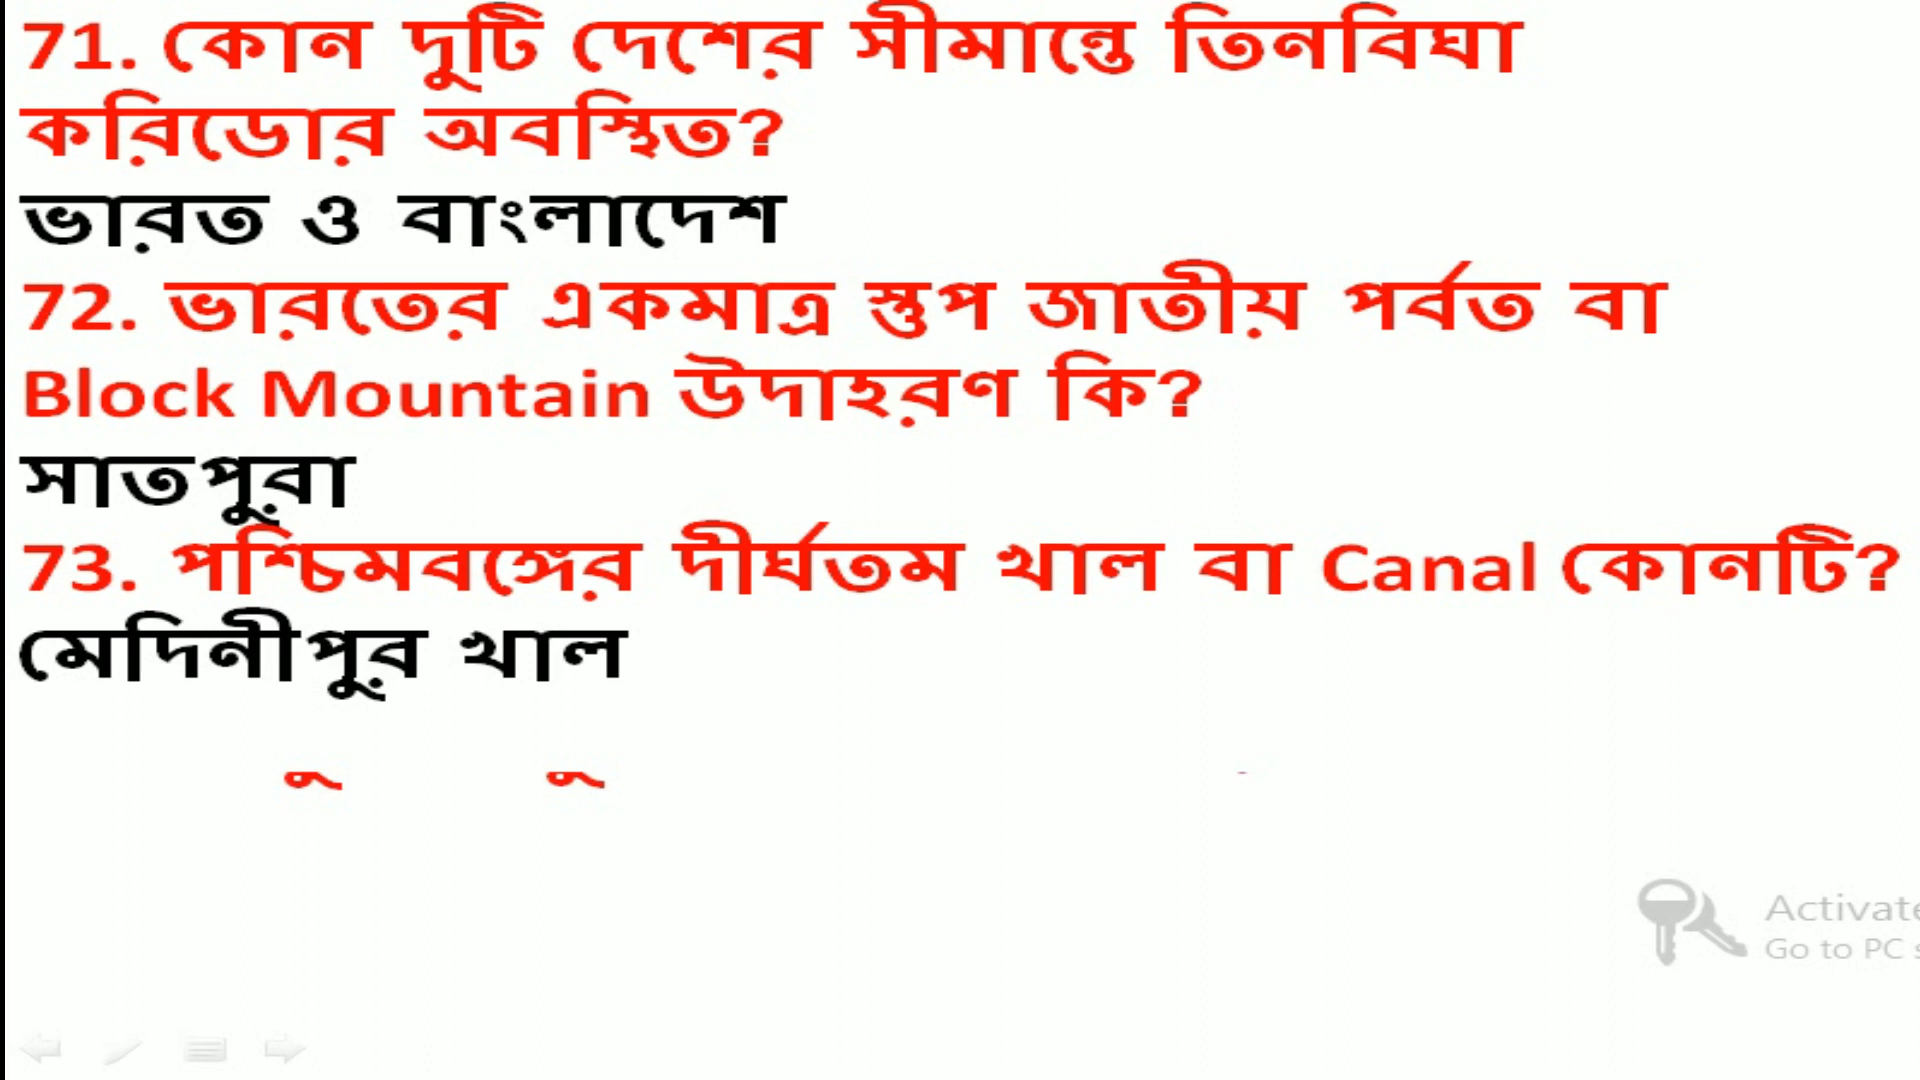 71. কোন দুটি দেশের সীমান্তে তিনবিঘা
করিডোর অবস্থিত?
ভারত ও বাংলাদেশ
72. ভারতের একমাত্র স্তুপ জাতীয় পর্বত বা
Block Mountain উদাহরণ কি?
সাতপুরা
73. পশ্চিমবঙ্গের দীর্ঘতম খাল বা Canal কোনটি?
মেদিনীপুর খাল
Activate
Go to PC s